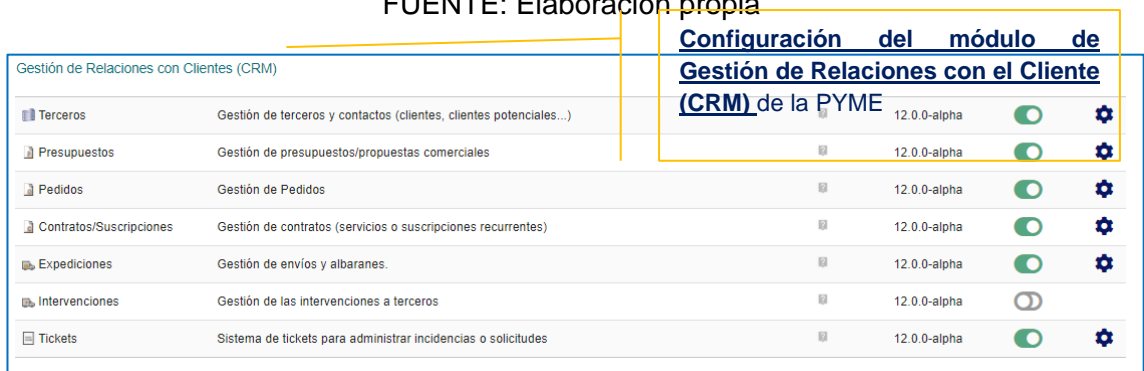 FUENTE: Elaboración propia
Configuración del módulo de
Gestión de Relaciones con el Cliente
(CRM) de la PYME
Gestión de Relaciones con Clientes (CRM)
Terceros Gestión de terceros y contactos (clientes, clientes potenciales...) 12.0.0-alpha
Presupuestos Gestión de presupuestos/propuestas comerciales 12.0.0-alpha
Pedidos Gestión de Pedidos 12.0.0-alpha
Contratos/Suscripciones Gestión de contratos (servicios o suscripciones recurrentes) 12.0.0-alpha
Expediciones Gestión de envíos y albaranes. 12.0.0-alpha
Intervenciones Gestión de las intervenciones a terceros 12.0.0-alpha
Tickets Sistema de tickets para administrar incidencias o solicitudes 12.0.0-alpha